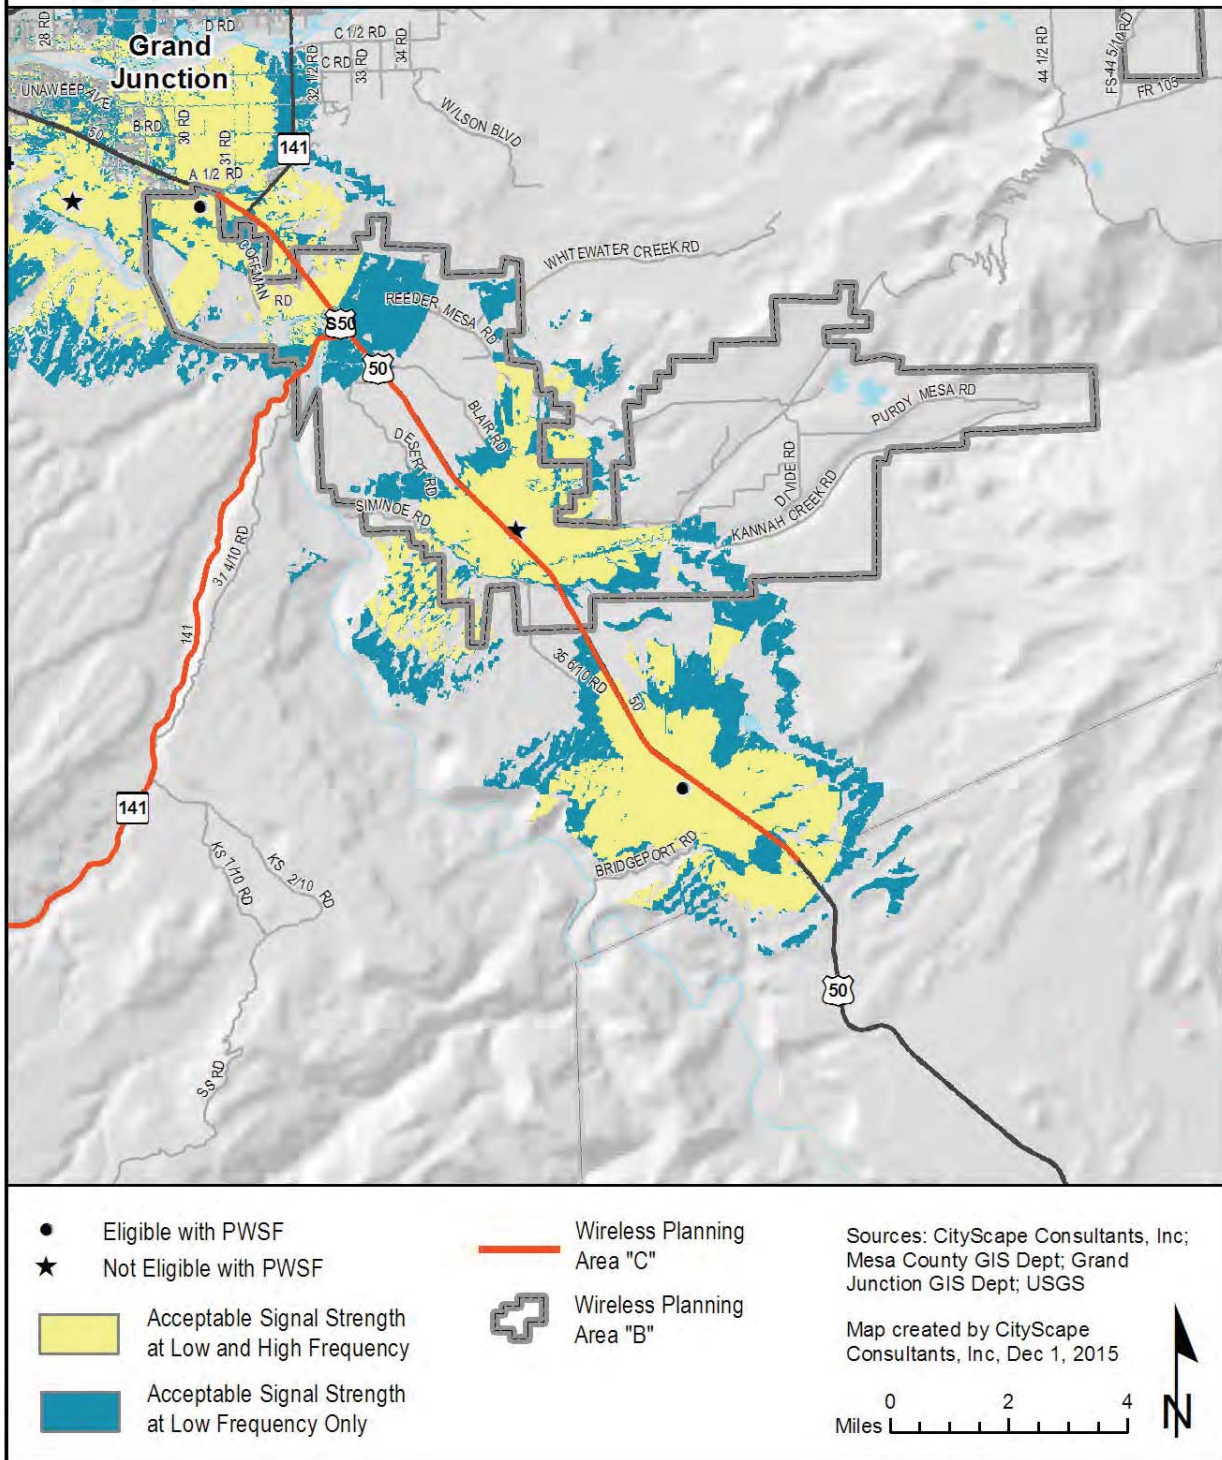 28 RD
D RD
C 1/2 RD
34 RD
Grand
Junction
C RD
33 RD
32 1/2 RD
44 1/2 RD
FS-44 5/10 RD
FR 105
UNAWEEP AVE
B RD
30 RD
31 RD
50
WILSON BLVD
141
A 1/2 RD
COFFMAN
RD
WHITEWATER CREEK RD
REEDER MESA RD
S50
50
BLAIR RD
DESERT RD
PURDY MESA RD
DIVIDE RD
KANNAH CREEK RD
SIMINOE RD
31 4/10 RD
141
35 6/10 RD
50
141
KS 7/10 RD
KS 2/10 RD
BRIDGEPORT RD
50
S S RD
Eligible with PWSF
Not Eligible with PWSF
Acceptable Signal Strength
at Low and High Frequency
Acceptable Signal Strength
at Low Frequency Only
Wireless Planning
Area "C"
Wireless Planning
Area "B"
Sources: CityScape Consultants, Inc;
Mesa County GIS Dept; Grand
Junction GIS Dept; USGS
Map created by CityScape
Consultants, Inc, Dec 1, 2015
0 2 4
Miles
N